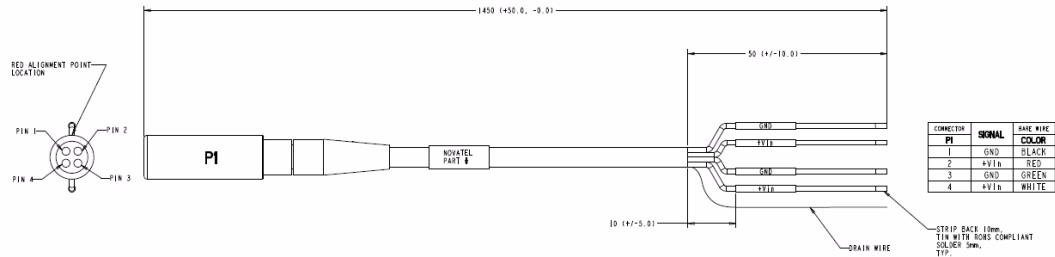 1450 (+50.0, -0.0)
50 (+/-10.0)
RED ALIGNMENT POINT
LOCATION
PIN 1
PIN 2
PIN 4
PIN 3
P1
NOVATEL
PART #
GND
+Vin
GND
+Vin
10 (+/-5.0)
DRAIN WIRE
STRIP BACK 10mm,
TIN WITH ROHS COMPLIANT
SOLDER 5mm,
TYP.
CONNECTOR SIGNAL BARE WIRE
P1 COLOR
1 GND BLACK
2 +Vin RED
3 GND GREEN
4 +Vin WHITE